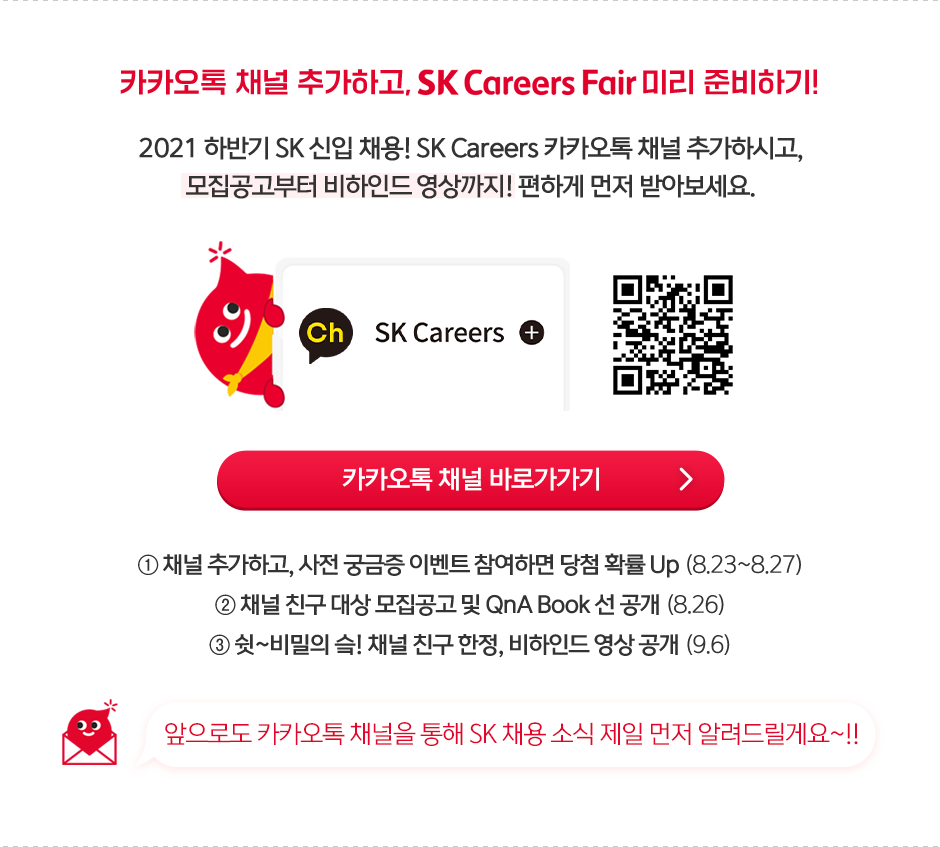 카카오톡 채널 추가하고, SK Careers Fair 미리 준비하기!
2021 하반기 SK 신입 채용! SK Careers 카카오톡 채널 추가하시고,
모집공고부터 비하인드 영상까지! 편하게 먼저 받아보세요.
Ch SK Careers +
카카오톡 채널 바로가가기
① 채널 추가하고, 사전 궁금증 이벤트 참여하면 당첨 확률 Up (8.23~8.27)
② 채널 친구 대상 모집공고 및 QnA Book 선 공개 (8.26)
③ 쉿~비밀의 슼! 채널 친구 한정, 비하인드 영상 공개 (9.6)
앞으로도 카카오톡 채널을 통해 SK 채용 소식 제일 먼저 알려드릴게요~!!